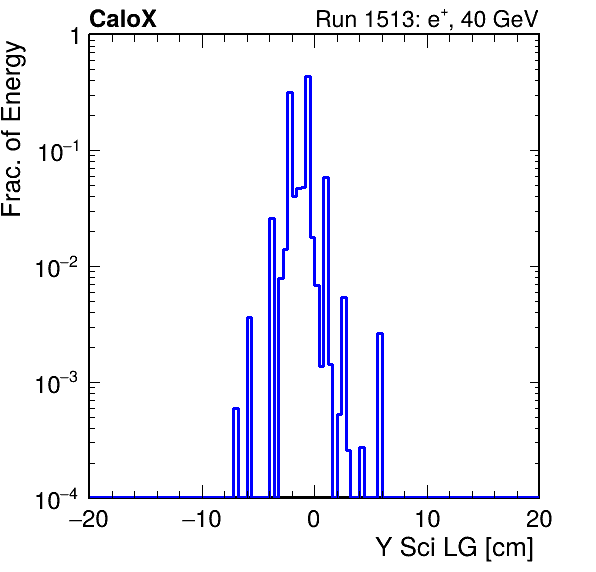 CaloX Run 1513: e⁺, 40 GeV
Frac. of Energy
1
10⁻¹
10⁻²
10⁻³
10⁻⁴
−20 −10 0 10 20
Y Sci LG [cm]